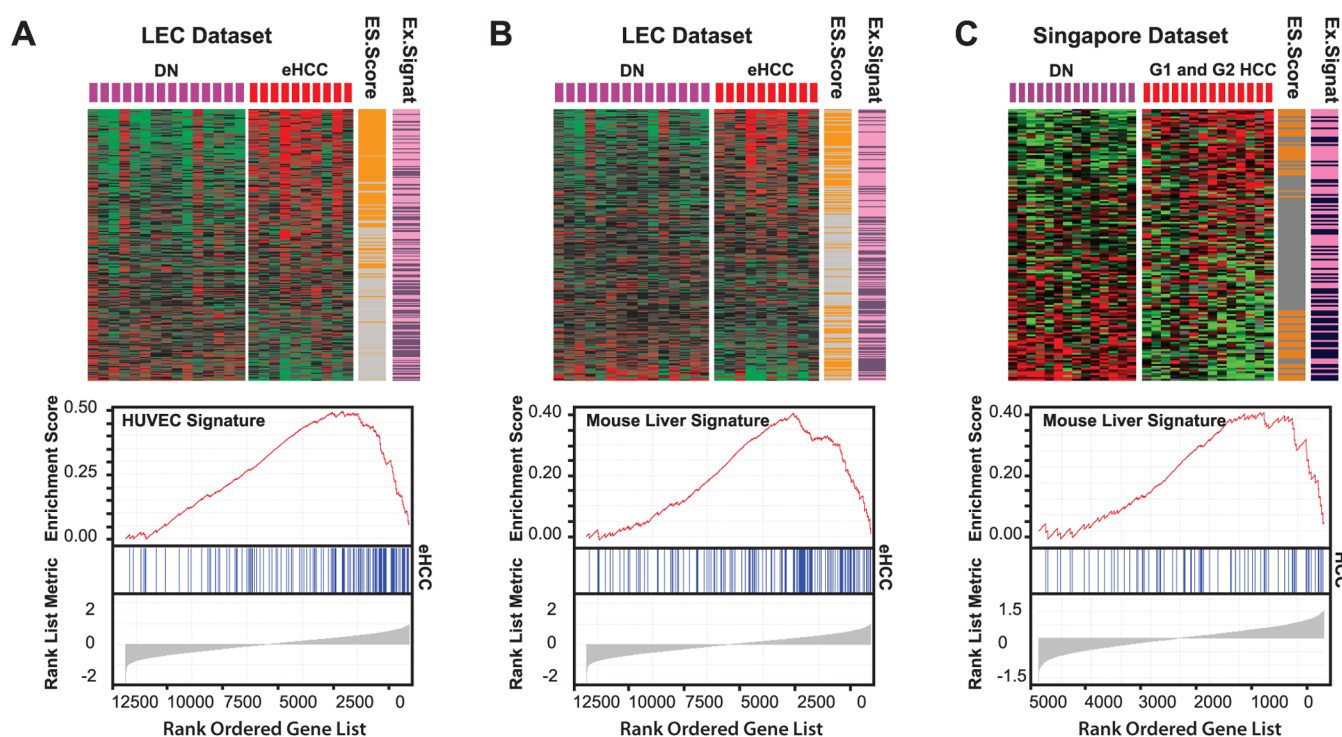 A
LEC Dataset
DN
eHCC
ES.Score
Ex.Signat
HUVEC Signature
Enrichment Score
0.50
0.25
0.00
eHCC
Rank List Metric
2
0
-2
12500 10000 7500 5000 2500 0
Rank Ordered Gene List
B
LEC Dataset
DN
eHCC
ES.Score
Ex.Signat
Mouse Liver Signature
Enrichment Score
0.40
0.20
0.00
eHCC
Rank List Metric
2
0
-2
12500 10000 7500 5000 2500 0
Rank Ordered Gene List
C
Singapore Dataset
DN
G1 and G2 HCC
ES.Score
Ex.Signat
Mouse Liver Signature
Enrichment Score
0.40
0.20
0.00
HCC
Rank List Metric
1.5
0
-1.5
5000 4000 3000 2000 1000 0
Rank Ordered Gene List